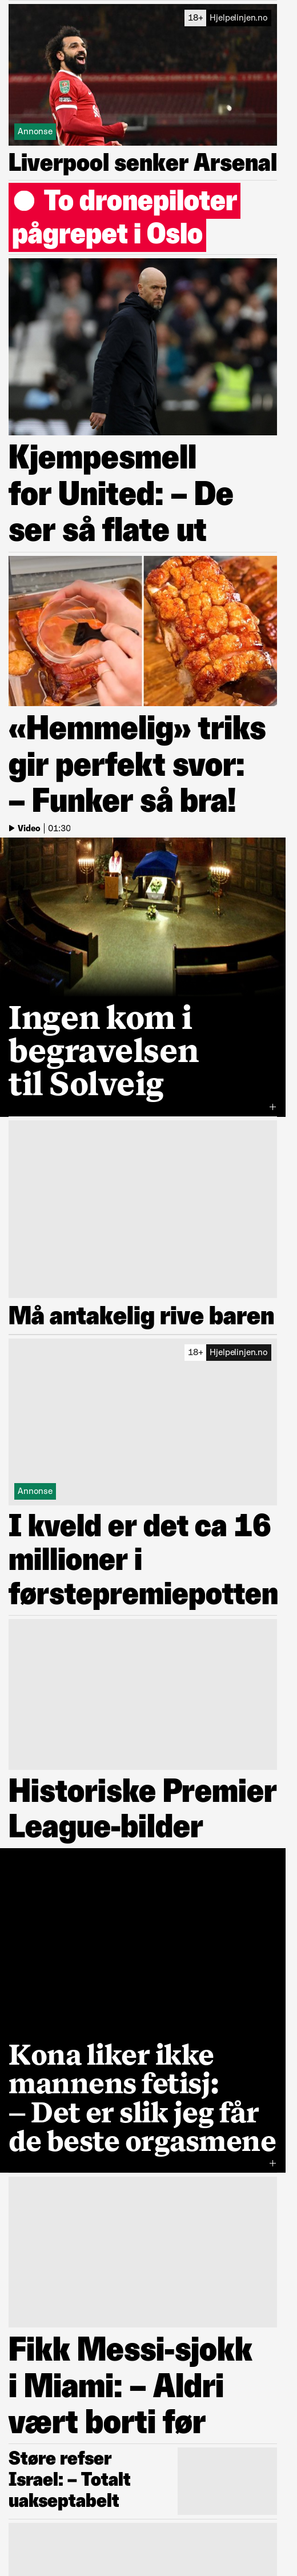 18+ Hjelpelinjen.no
Annonse
Liverpool senker Arsenal
To dronepiloter
pågrepet i Oslo
Kjempesmell
for United: – De
ser så flate ut
«Hemmelig» triks
gir perfekt svor:
– Funker så bra!
Video | 01:30
Ingen kom i
begravelsen
til Solveig
+
Må antakelig rive baren
18+ Hjelpelinjen.no
Annonse
I kveld er det ca 16
millioner i
førstepremiepotten
Historiske Premier
League-bilder
Kona liker ikke
mannens fetisj:
– Det er slik jeg får
de beste orgasmene
+
Fikk Messi-sjokk
i Miami: – Aldri
vært borti før
Støre refser
Israel: – Totalt
uakseptabelt